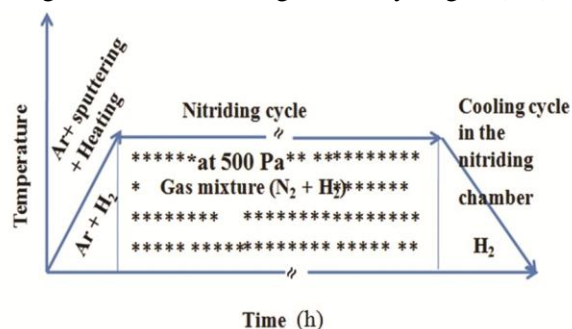 Temperature
Ar+ sputtering
+ Heating
Ar + H₂
Nitriding cycle
*******at 500 Pa** ** ********
* Gas mixture (N₂ + H₂)*******
******** *****************
***** *************** ***** **
Cooling cycle
in the
nitriding
chamber
H₂
Time (h)